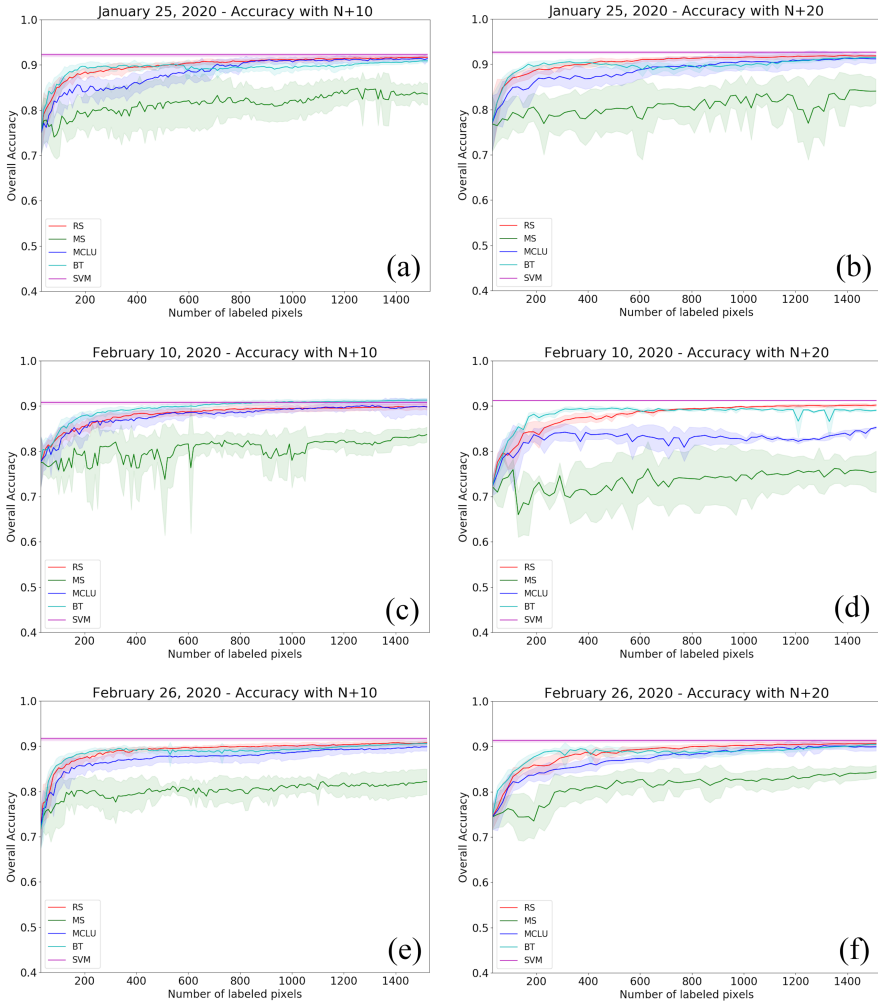 January 25, 2020 - Accuracy with N+10
1.0
0.9
0.8
0.7
0.6
0.5
0.4
Overall Accuracy
RS
MS
MCLU
BT
SVM
(a)
200 400 600 800 1000 1200 1400
Number of labeled pixels
January 25, 2020 - Accuracy with N+20
1.0
0.9
0.8
0.7
0.6
0.5
0.4
Overall Accuracy
RS
MS
MCLU
BT
SVM
(b)
200 400 600 800 1000 1200 1400
Number of labeled pixels
February 10, 2020 - Accuracy with N+10
1.0
0.9
0.8
0.7
0.6
0.5
0.4
Overall Accuracy
RS
MS
MCLU
BT
SVM
(c)
200 400 600 800 1000 1200 1400
Number of labeled pixels
February 10, 2020 - Accuracy with N+20
1.0
0.9
0.8
0.7
0.6
0.5
0.4
Overall Accuracy
RS
MS
MCLU
BT
SVM
(d)
200 400 600 800 1000 1200 1400
Number of labeled pixels
February 26, 2020 - Accuracy with N+10
1.0
0.9
0.8
0.7
0.6
0.5
0.4
Overall Accuracy
RS
MS
MCLU
BT
SVM
(e)
200 400 600 800 1000 1200 1400
Number of labeled pixels
February 26, 2020 - Accuracy with N+20
1.0
0.9
0.8
0.7
0.6
0.5
0.4
Overall Accuracy
RS
MS
MCLU
BT
SVM
(f)
200 400 600 800 1000 1200 1400
Number of labeled pixels